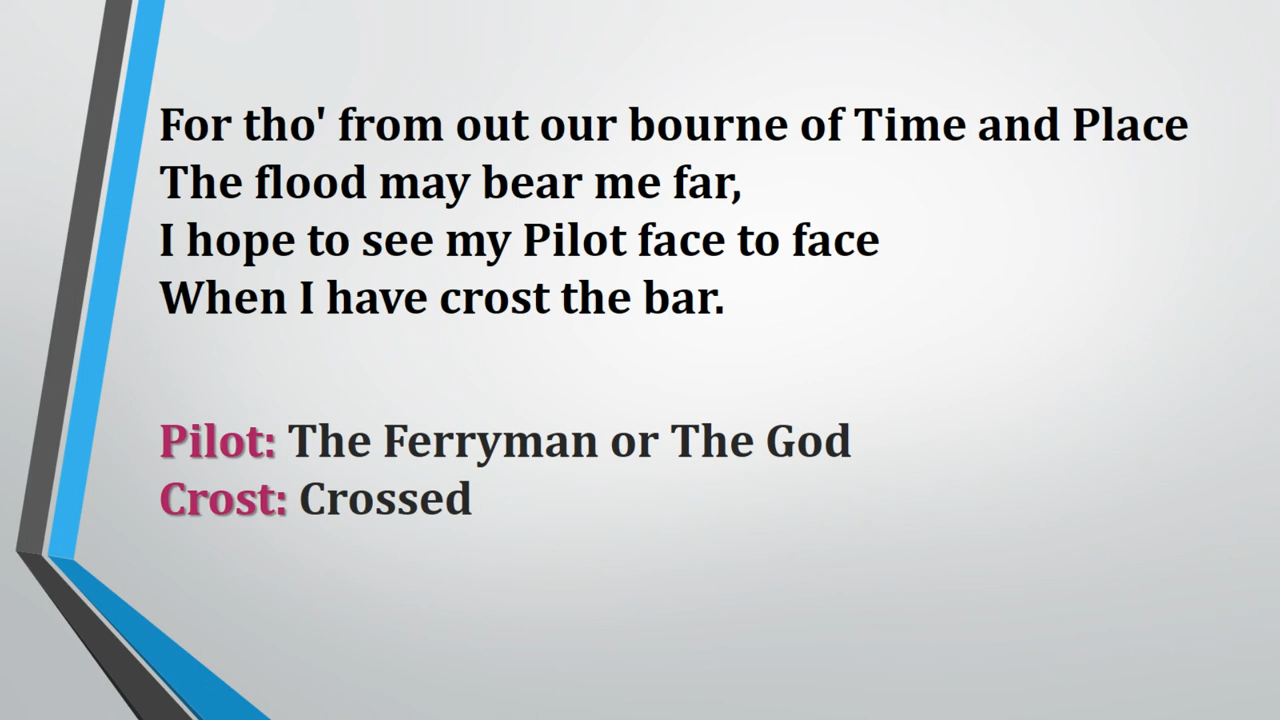 For tho' from out our bourne of Time and Place
The flood may bear me far,
I hope to see my Pilot face to face
When I have crost the bar.
Pilot: The Ferryman or The God
Crost: Crossed